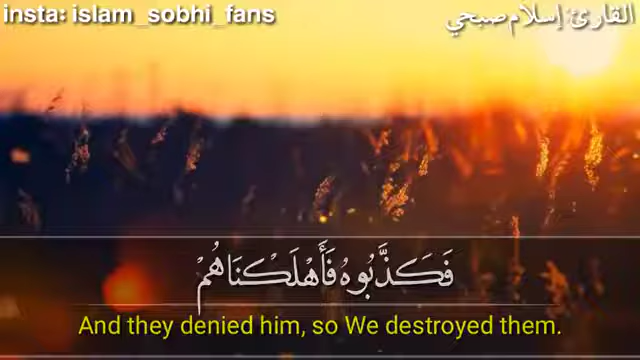 insta: islam_sobhi_fans
القارئ: إسلام صبحي
فَكَذَّبُوهُ فَأَهْلَكْنَاهُمْ
And they denied him, so We destroyed them.